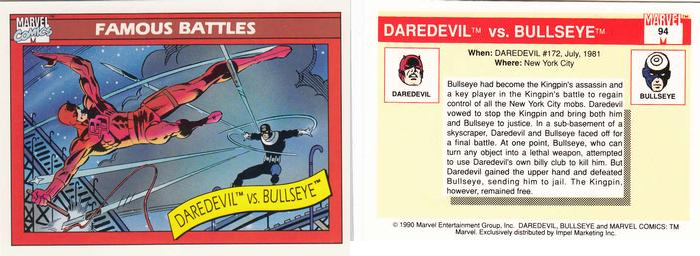 MARVEL
COMICS
FAMOUS BATTLES
DAREDEVIL™ vs. BULLSEYE™
MARVEL
94
DAREDEVIL™ vs. BULLSEYE™
When: DAREDEVIL #172, July, 1981
Where: New York City
DAREDEVIL
BULLSEYE
Bullseye had become the Kingpin's assassin and
a key player in the Kingpin's battle to regain
control of all the New York City mobs. Daredevil
vowed to stop the Kingpin and bring both him
and Bullseye to justice. In a sub-basement of a
skyscraper, Daredevil and Bullseye faced off for
a final battle. At one point, Bullseye, who can
turn any object into a lethal weapon, attempted
to use Daredevil's own billy club to kill him. But
Daredevil gained the upper hand and defeated
Bullseye, sending him to jail. The Kingpin,
however, remained free.
© 1990 Marvel Entertainment Group, Inc. DAREDEVIL, BULLSEYE and MARVEL COMICS: TM
Marvel. Exclusively distributed by Impel Marketing Inc.